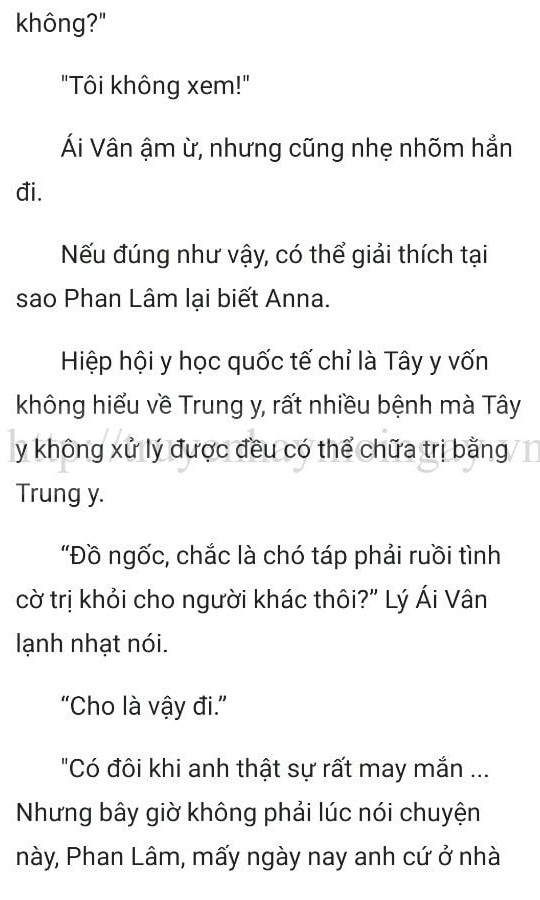 không?"
"Tôi không xem!"
Ái Vân ậm ừ, nhưng cũng nhẹ nhõm hẳn
đi.
Nếu đúng như vậy, có thể giải thích tại
sao Phan Lâm lại biết Anna.
Hiệp hội y học quốc tế chỉ là Tây y vốn
không hiểu về Trung y, rất nhiều bệnh mà Tây
y không xử lý được đều có thể chữa trị bằng
http://truyenhaymoingay.vn
Trung y.
“Đồ ngốc, chắc là chó táp phải ruồi tình
cờ trị khỏi cho người khác thôi?” Lý Ái Vân
lạnh nhạt nói.
“Cho là vậy đi.”
"Có đôi khi anh thật sự rất may mắn ...
Nhưng bây giờ không phải lúc nói chuyện
này, Phan Lâm, mấy ngày nay anh cứ ở nhà